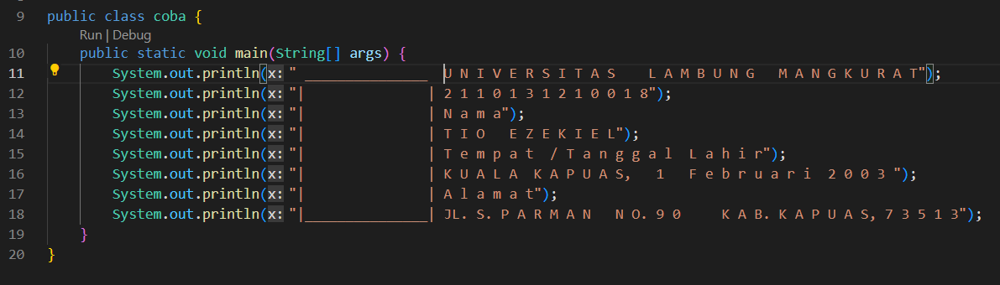 9 public class coba {
Run | Debug
10 public static void main(String[] args) {
11 System.out.println(x: " _______________  U N I V E R S I T A S   L A M B U N G   M A N G K U R A T");
12 System.out.println(x: "|               | 2 1 1 0 1 3 1 2 1 0 0 1 8");
13 System.out.println(x: "|               | N a m a");
14 System.out.println(x: "|               | T I O   E Z E K I E L");
15 System.out.println(x: "|               | T e m p a t  / T a n g g a l  L a h i r");
16 System.out.println(x: "|               | K U A L A  K A P U A S,   1   F e b r u a r i  2 0 0 3 ");
17 System.out.println(x: "|               | A l a m a t");
18 System.out.println(x: "|_______________| JL. S. P A R M A N   N O. 9 0     K A B. K A P U A S, 7 3 5 1 3");
19 }
20 }